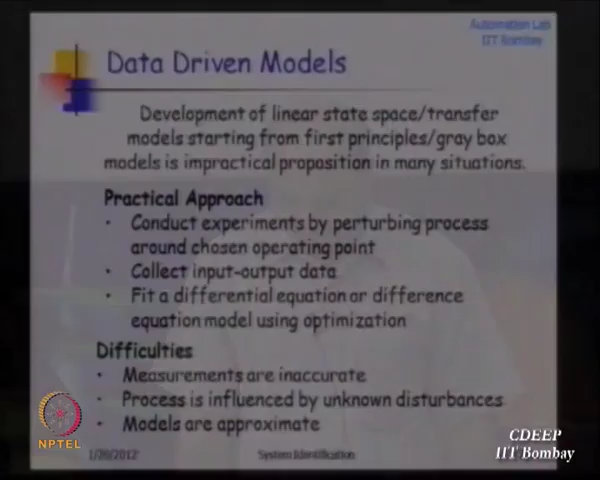 Automation Lab
IIT Bombay
Data Driven Models
Development of linear state space/transfer
models starting from first principles/gray box
models is impractical proposition in many situations.
Practical Approach
• Conduct experiments by perturbing process
around chosen operating point
• Collect input-output data
• Fit a differential equation or difference
equation model using optimization
Difficulties
• Measurements are inaccurate
• Process is influenced by unknown disturbances
• Models are approximate
NPTEL
1/20/2012
System Identification
CDEEP
IIT Bombay